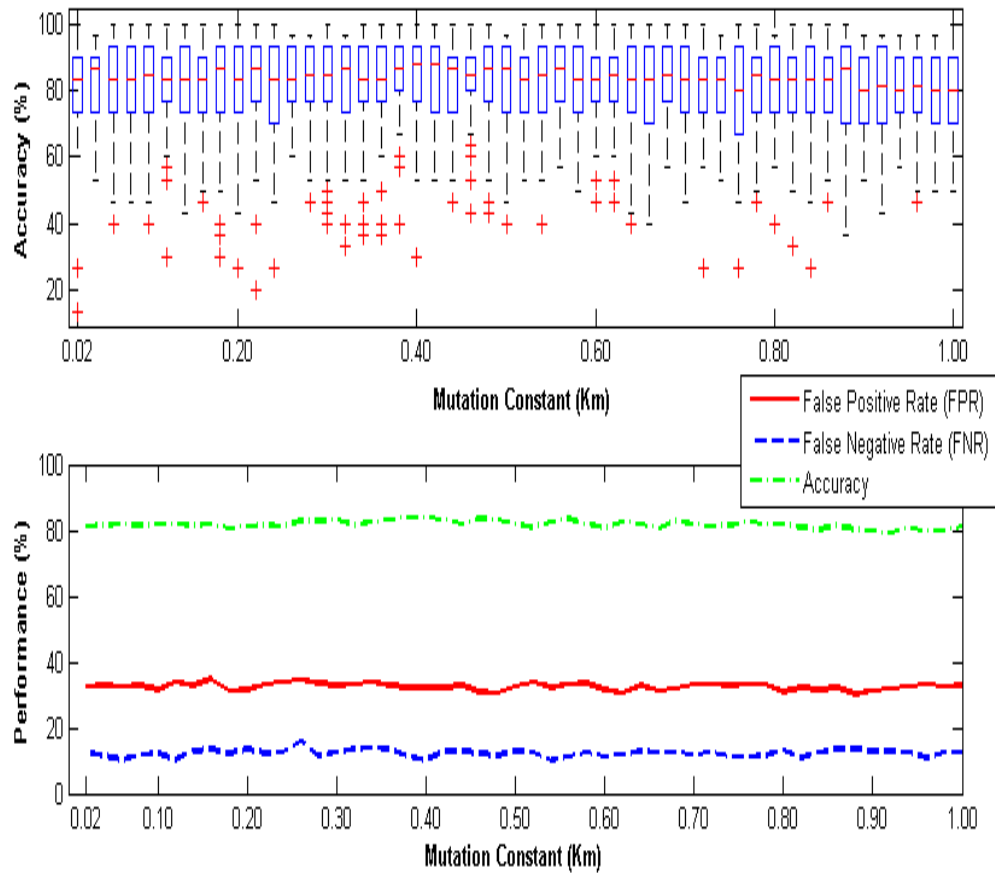 100
80
60
40
20
Accuracy (%)
0.02 0.20 0.40 0.60 0.80 1.00
Mutation Constant (Km)
False Positive Rate (FPR)
False Negative Rate (FNR)
Accuracy
100
80
60
40
20
0
Performance (%)
0.02 0.10 0.20 0.30 0.40 0.50 0.60 0.70 0.80 0.90 1.00
Mutation Constant (Km)